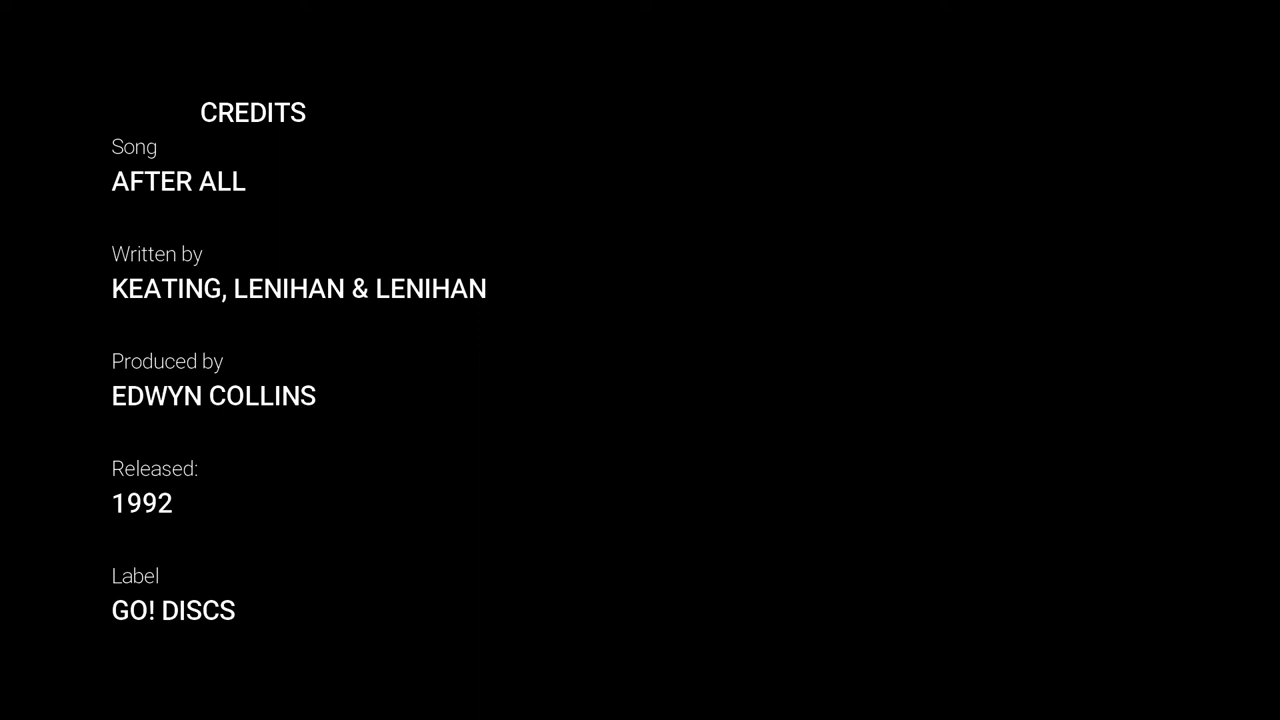 CREDITS
Song
AFTER ALL
Written by
KEATING, LENIHAN & LENIHAN
Produced by
EDWYN COLLINS
Released:
1992
Label
GO! DISCS